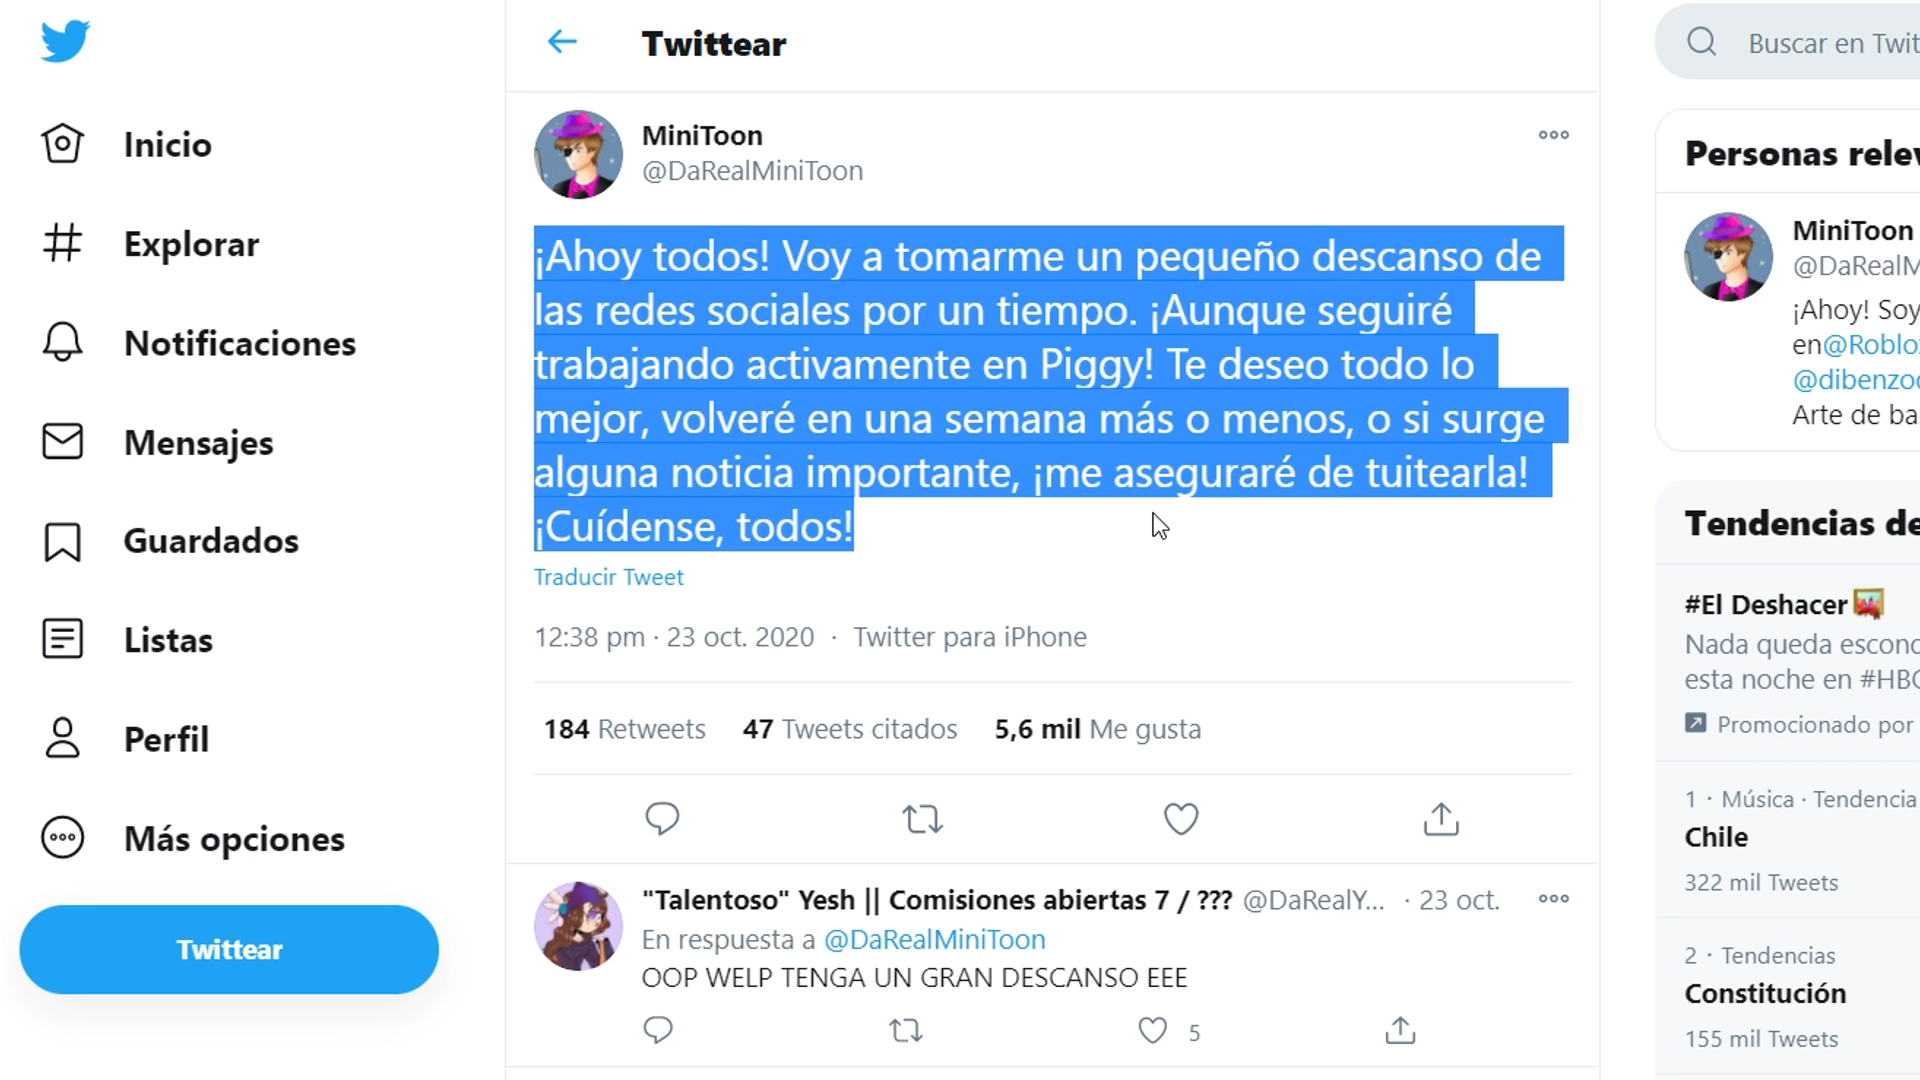 Inicio
Explorar
Notificaciones
Mensajes
Guardados
Listas
Perfil
Más opciones
Twittear
Twittear
MiniToon
@DaRealMiniToon
¡Ahoy todos! Voy a tomarme un pequeño descanso de
las redes sociales por un tiempo. ¡Aunque seguiré
trabajando activamente en Piggy! Te deseo todo lo
mejor, volveré en una semana más o menos, o si surge
alguna noticia importante, ¡me aseguraré de tuitearla!
¡Cuídense, todos!
Traducir Tweet
12:38 pm · 23 oct. 2020 · Twitter para iPhone
184 Retweets 47 Tweets citados 5,6 mil Me gusta
"Talentoso" Yesh || Comisiones abiertas 7 / ??? @DaRealY... · 23 oct.
En respuesta a @DaRealMiniToon
OOP WELP TENGA UN GRAN DESCANSO EEE
5
Buscar en Twit
Personas relev
MiniToon
@DaRealM
¡Ahoy! Soy
en@Roblox
@dibenzo
Arte de ba
Tendencias de
#El Deshacer
Nada queda escond
esta noche en #HBO
Promocionado por
1 · Música · Tendencia
Chile
322 mil Tweets
2 · Tendencias
Constitución
155 mil Tweets